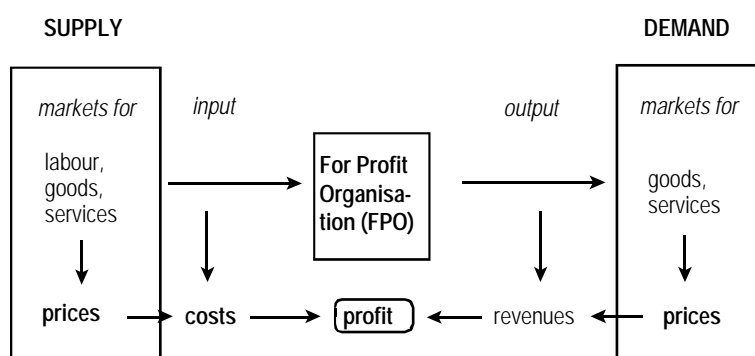 SUPPLY
DEMAND
markets for
input
output
markets for
labour,
goods,
services
For Profit
Organisa-
tion (FPO)
goods,
services
prices
costs
profit
revenues
prices